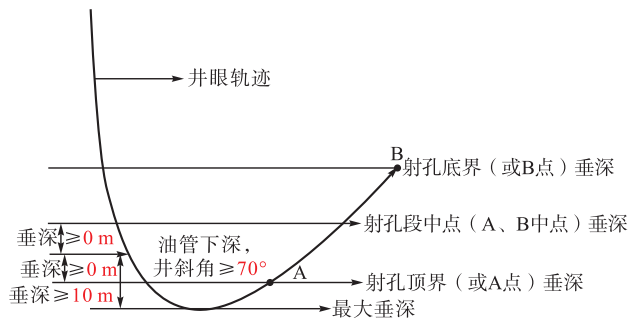 井眼轨迹
B
射孔底界（或B点）垂深
射孔段中点（A、B中点）垂深
垂深≥0 m
油管下深，
井斜角≥70°
垂深≥0 m
A
射孔顶界（或A点）垂深
垂深≥10 m
最大垂深